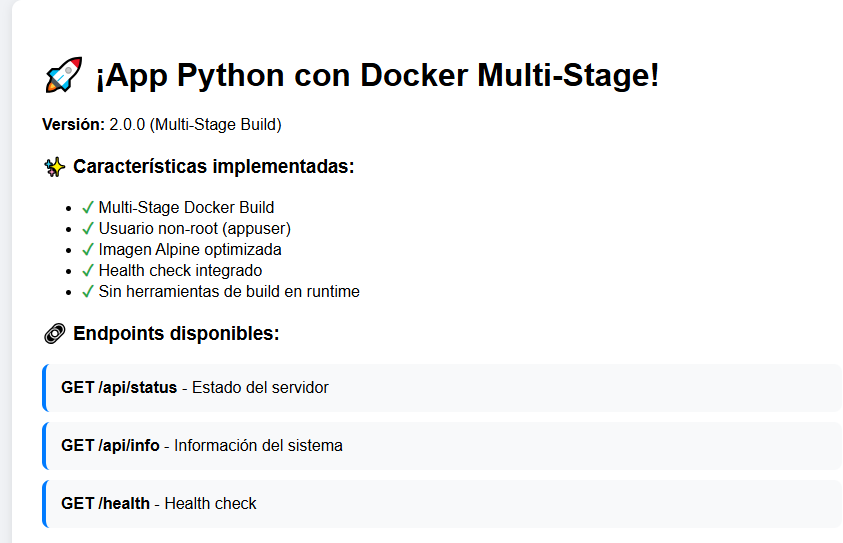 🚀 ¡App Python con Docker Multi-Stage!
Versión: 2.0.0 (Multi-Stage Build)
✨ Características implementadas:
• ✓ Multi-Stage Docker Build
• ✓ Usuario non-root (appuser)
• ✓ Imagen Alpine optimizada
• ✓ Health check integrado
• ✓ Sin herramientas de build en runtime
🔗 Endpoints disponibles:
GET /api/status - Estado del servidor
GET /api/info - Información del sistema
GET /health - Health check